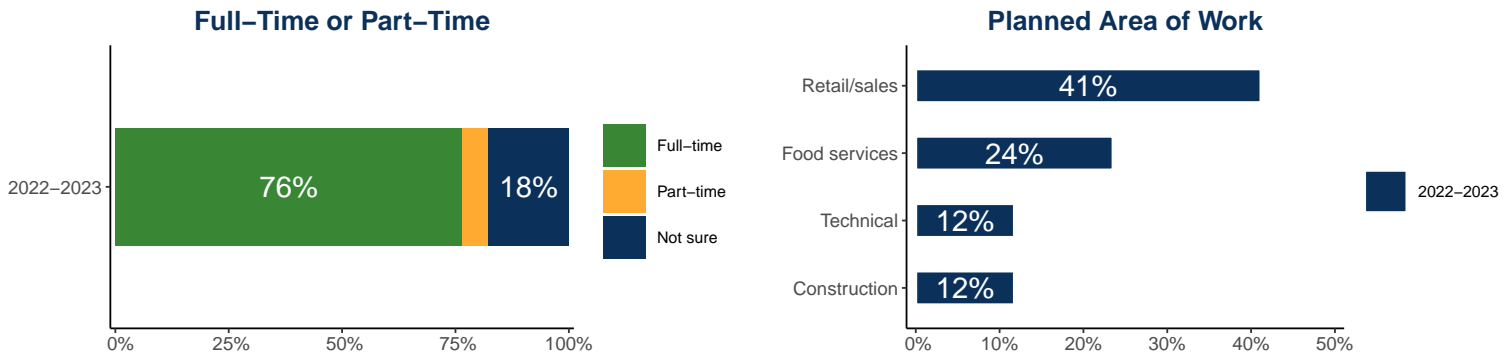 Full−Time or Part−Time
2022−2023
76%
18%
Full−time
Part−time
Not sure
0%
25%
50%
75%
100%
Planned Area of Work
Retail/sales
41%
Food services
24%
Technical
12%
Construction
12%
0%
10%
20%
30%
40%
50%
2022−2023